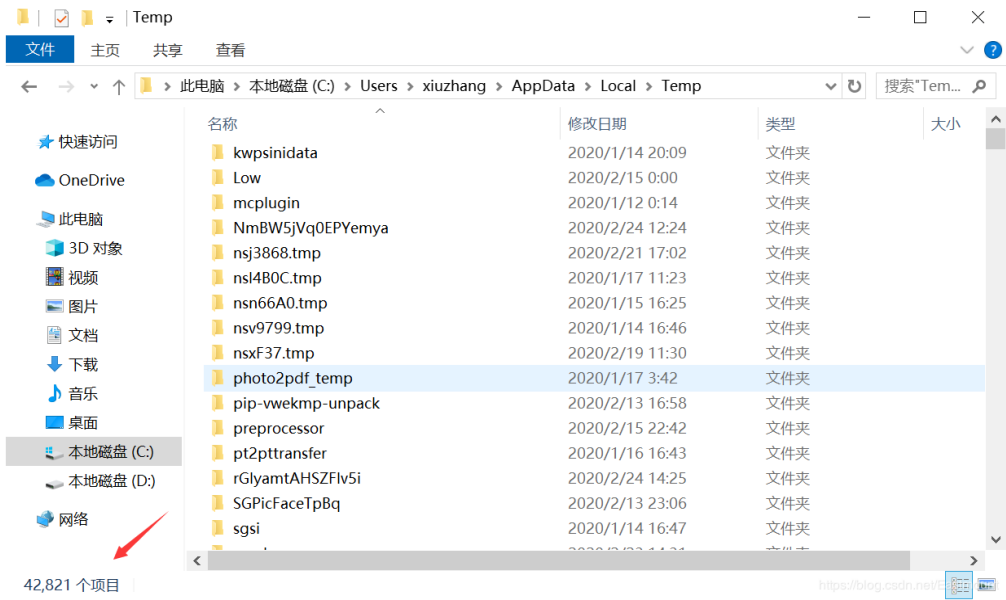 Temp
文件 主页 共享 查看
此电脑 本地磁盘 (C:) Users xiuzhang AppData Local Temp 搜索"Tem...
名称 修改日期 类型 大小
快速访问
OneDrive
此电脑
3D 对象
视频
图片
文档
下载
音乐
桌面
本地磁盘 (C:)
本地磁盘 (D:)
网络
kwpsinidata 2020/1/14 20:09 文件夹
Low 2020/2/15 0:00 文件夹
mcplugin 2020/1/12 0:14 文件夹
NmBW5jVq0EPYemya 2020/2/24 12:24 文件夹
nsj3868.tmp 2020/2/21 17:02 文件夹
nsl4B0C.tmp 2020/1/17 11:23 文件夹
nsn66A0.tmp 2020/1/15 16:25 文件夹
nsv9799.tmp 2020/1/14 16:46 文件夹
nsxF37.tmp 2020/2/19 11:30 文件夹
photo2pdf_temp 2020/1/17 3:42 文件夹
pip-vwekmp-unpack 2020/2/13 16:58 文件夹
preprocessor 2020/2/15 22:42 文件夹
pt2pttransfer 2020/1/16 16:43 文件夹
rGlyamtAHSZFlv5i 2020/2/24 14:25 文件夹
SGPicFaceTpBq 2020/2/13 23:06 文件夹
sgsi 2020/1/14 16:47 文件夹
42,821 个项目